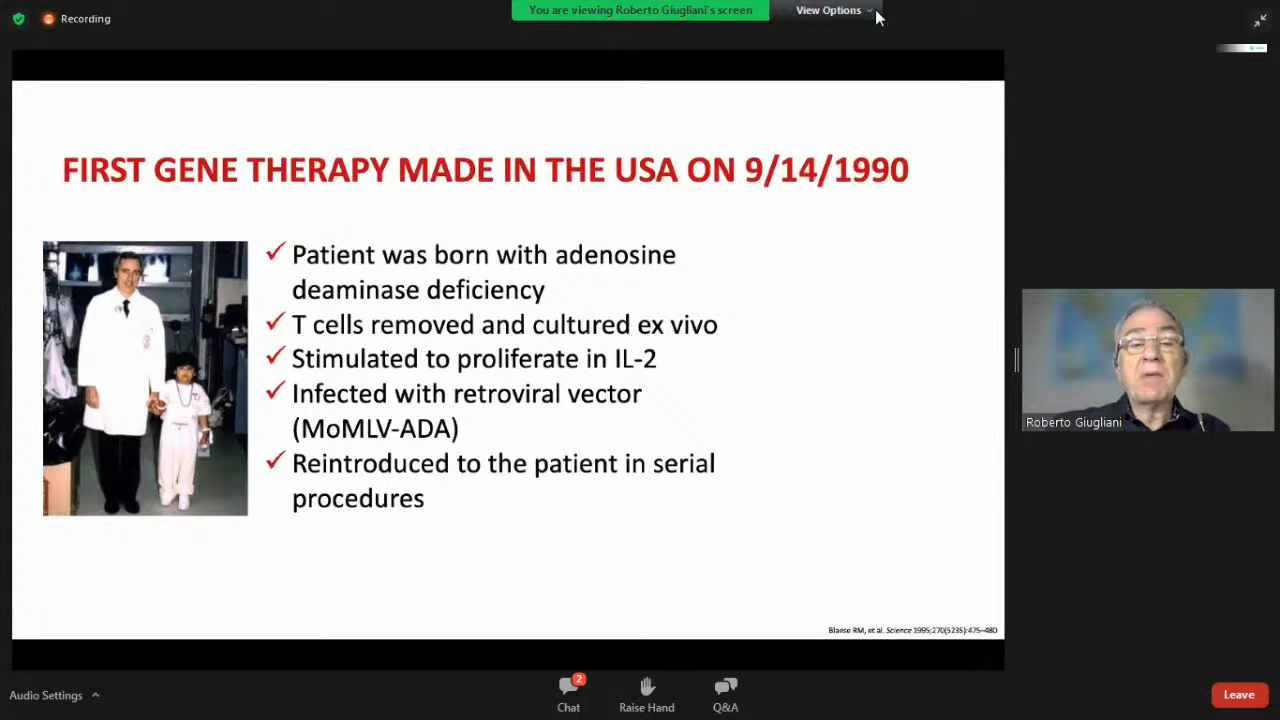 Recording
You are viewing Roberto Giugliani's screen
View Options
FIRST GENE THERAPY MADE IN THE USA ON 9/14/1990
✓ Patient was born with adenosine
deaminase deficiency
✓ T cells removed and cultured ex vivo
✓ Stimulated to proliferate in IL-2
✓ Infected with retroviral vector
(MoMLV-ADA)
✓ Reintroduced to the patient in serial
procedures
Blaese RM, et al. Science 1995;270(5235):475–480
Roberto Giugliani
Audio Settings
2
Chat
Raise Hand
Q&A
Leave